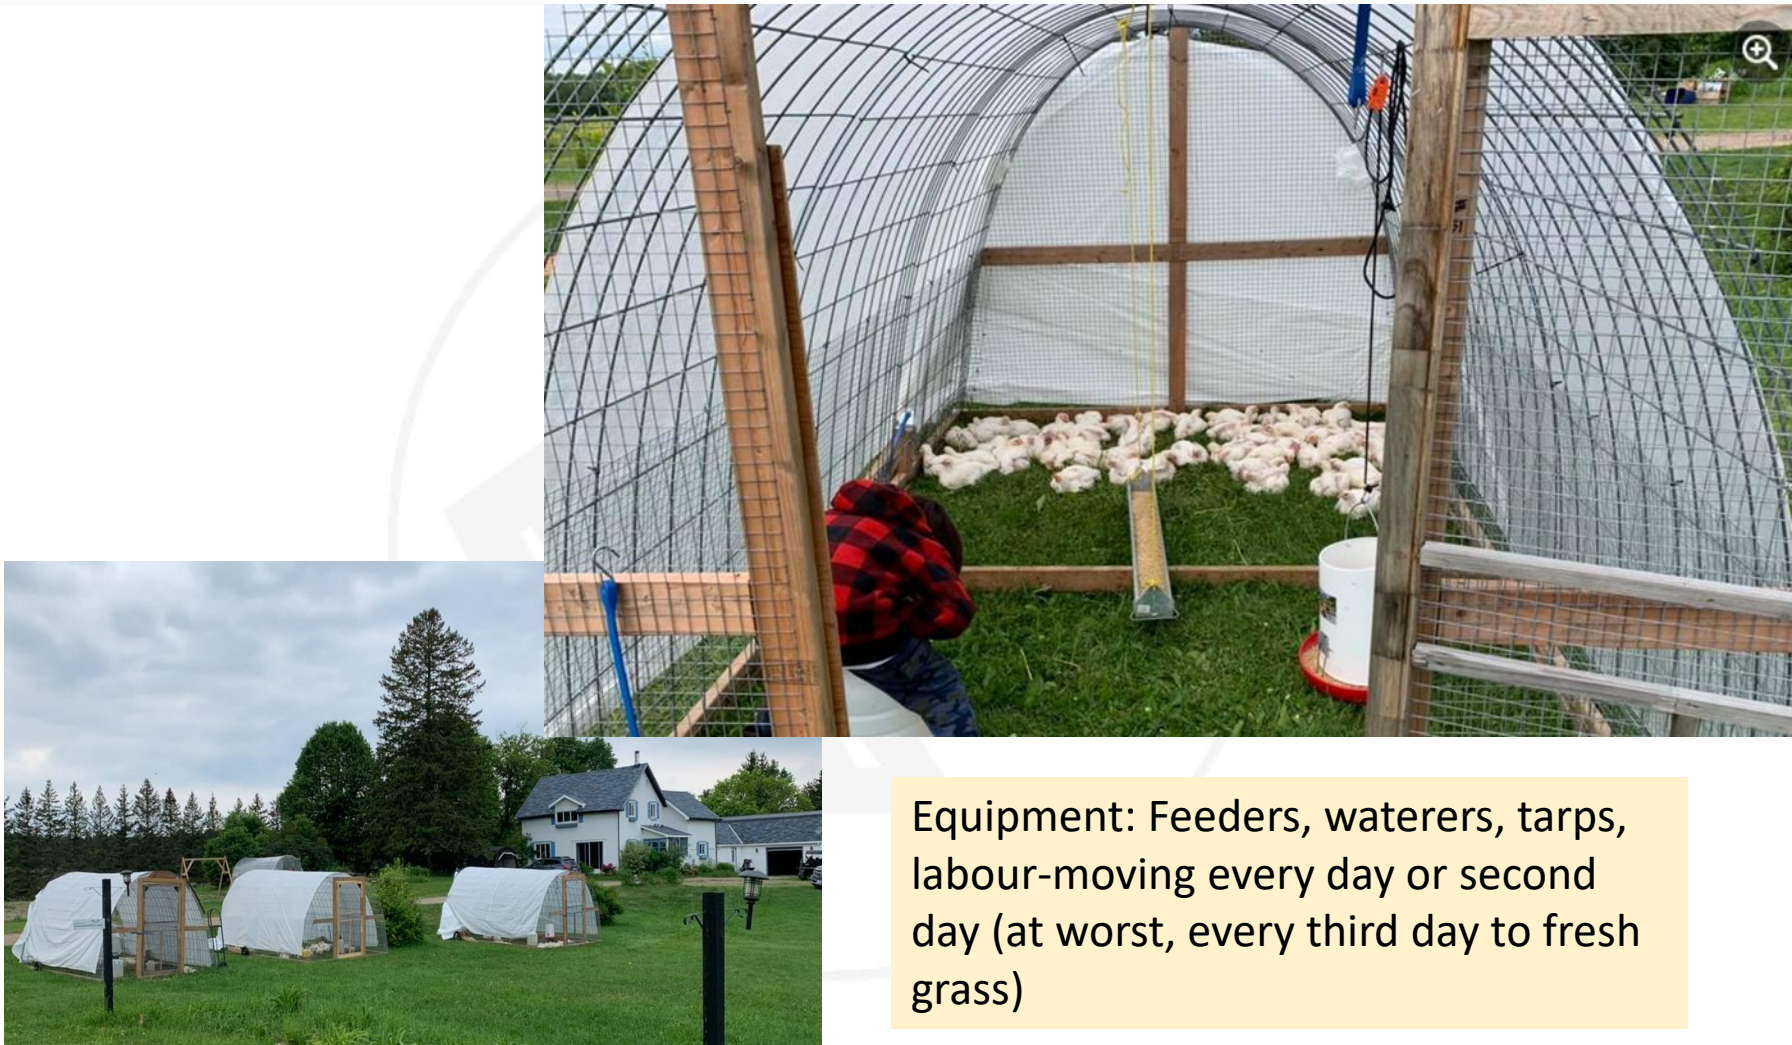 Equipment: Feeders, waterers, tarps,
labour-moving every day or second
day (at worst, every third day to fresh
grass)